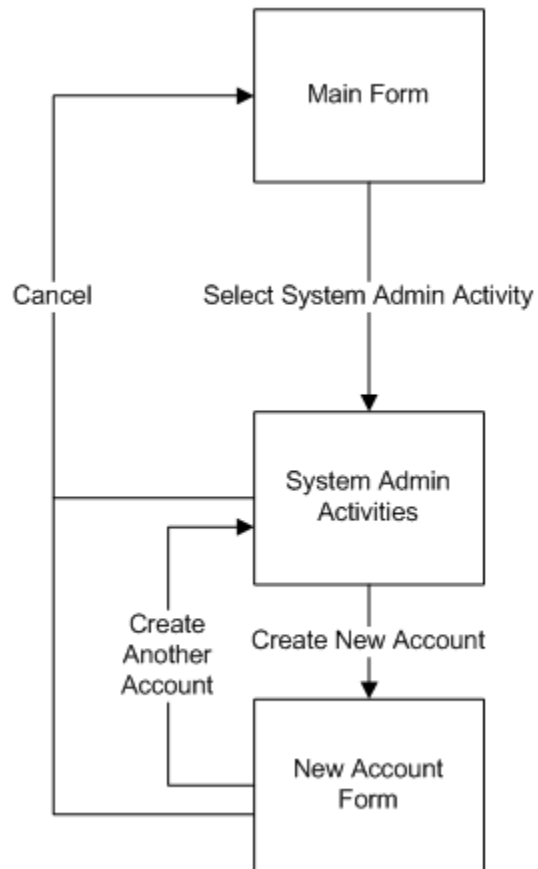 Main Form
Cancel
Select System Admin Activity
System Admin
Activities
Create
Another
Account
Create New Account
New Account
Form